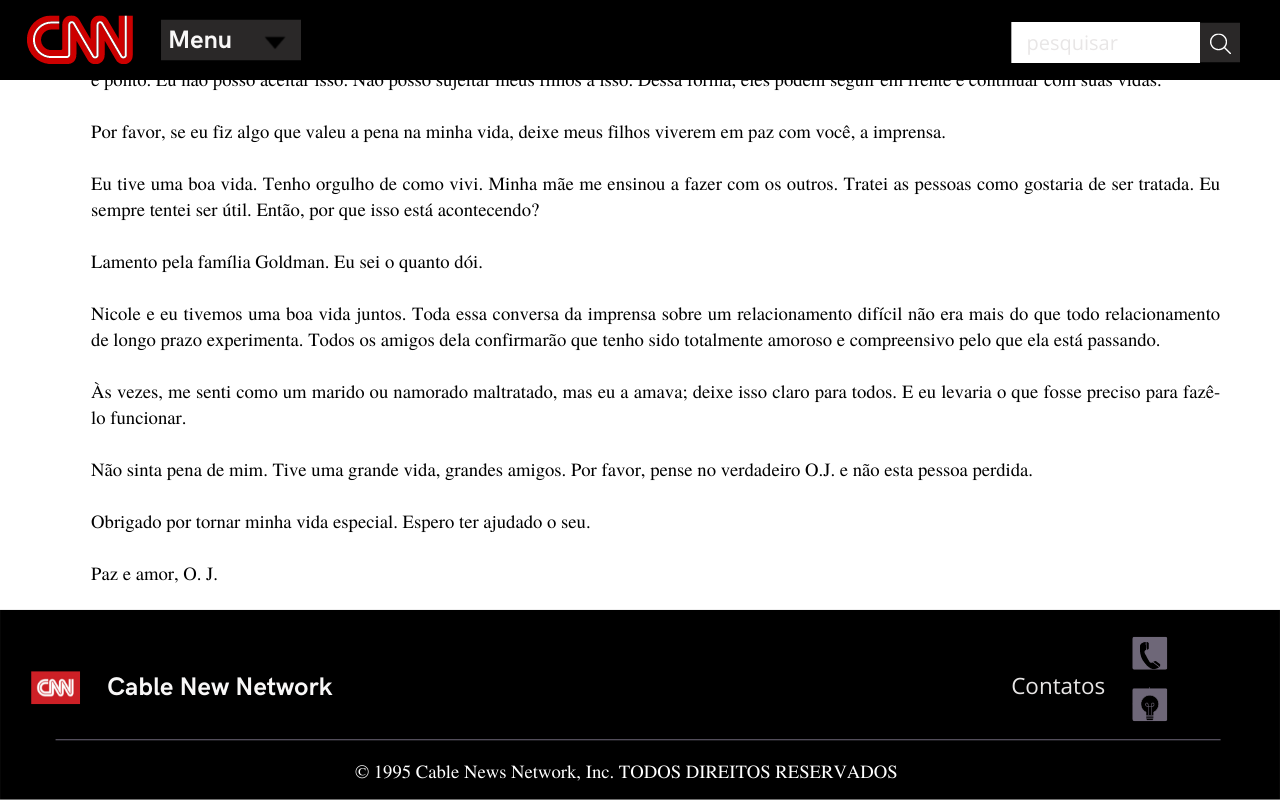 CNN
Menu
pesquisar
e ponto. Eu não posso aceitar isso. Não posso sujeitar meus filhos a isso. Dessa forma, eles podem seguir em frente e continuar com suas vidas.
Por favor, se eu fiz algo que valeu a pena na minha vida, deixe meus filhos viverem em paz com você, a imprensa.
Eu tive uma boa vida. Tenho orgulho de como vivi. Minha mãe me ensinou a fazer com os outros. Tratei as pessoas como gostaria de ser tratada. Eu
sempre tentei ser útil. Então, por que isso está acontecendo?
Lamento pela família Goldman. Eu sei o quanto dói.
Nicole e eu tivemos uma boa vida juntos. Toda essa conversa da imprensa sobre um relacionamento difícil não era mais do que todo relacionamento
de longo prazo experimenta. Todos os amigos dela confirmarão que tenho sido totalmente amoroso e compreensivo pelo que ela está passando.
Às vezes, me senti como um marido ou namorado maltratado, mas eu a amava; deixe isso claro para todos. E eu levaria o que fosse preciso para fazê-
lo funcionar.
Não sinta pena de mim. Tive uma grande vida, grandes amigos. Por favor, pense no verdadeiro O.J. e não esta pessoa perdida.
Obrigado por tornar minha vida especial. Espero ter ajudado o seu.
Paz e amor, O. J.
CNN
Cable New Network
Contatos
© 1995 Cable News Network, Inc. TODOS DIREITOS RESERVADOS